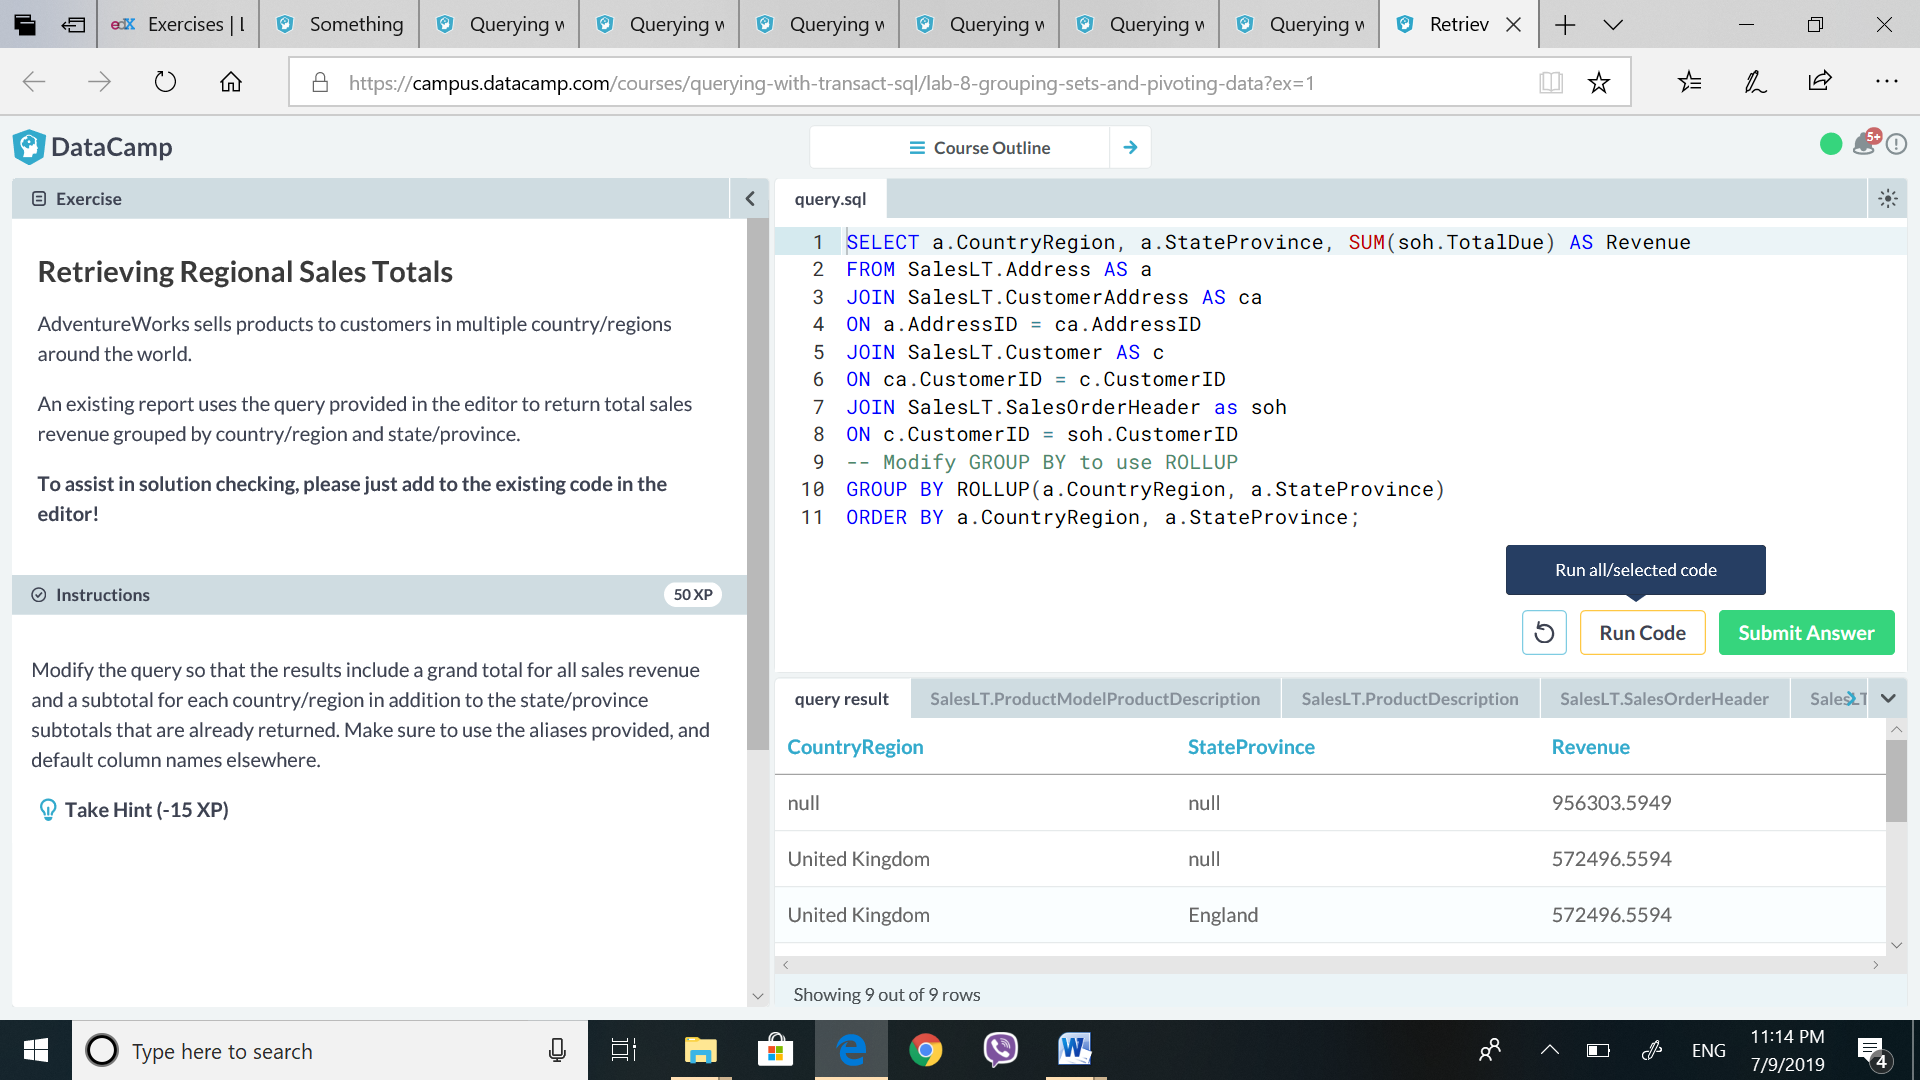 edX Exercises | L
Something
Querying w
Querying w
Querying w
Querying w
Querying w
Querying w
Retriev
https://campus.datacamp.com/courses/querying-with-transact-sql/lab-8-grouping-sets-and-pivoting-data?ex=1
DataCamp
Course Outline
5+
Exercise
Retrieving Regional Sales Totals
AdventureWorks sells products to customers in multiple country/regions
around the world.
An existing report uses the query provided in the editor to return total sales
revenue grouped by country/region and state/province.
To assist in solution checking, please just add to the existing code in the
editor!
Instructions
50 XP
Modify the query so that the results include a grand total for all sales revenue
and a subtotal for each country/region in addition to the state/province
subtotals that are already returned. Make sure to use the aliases provided, and
default column names elsewhere.
Take Hint (-15 XP)
query.sql
1 SELECT a.CountryRegion, a.StateProvince, SUM(soh.TotalDue) AS Revenue
2 FROM SalesLT.Address AS a
3 JOIN SalesLT.CustomerAddress AS ca
4 ON a.AddressID = ca.AddressID
5 JOIN SalesLT.Customer AS c
6 ON ca.CustomerID = c.CustomerID
7 JOIN SalesLT.SalesOrderHeader as soh
8 ON c.CustomerID = soh.CustomerID
9 -- Modify GROUP BY to use ROLLUP
10 GROUP BY ROLLUP(a.CountryRegion, a.StateProvince)
11 ORDER BY a.CountryRegion, a.StateProvince;
Run all/selected code
Run Code
Submit Answer
query result
SalesLT.ProductModelProductDescription
SalesLT.ProductDescription
SalesLT.SalesOrderHeader
SalesLT
CountryRegion StateProvince Revenue
null null 956303.5949
United Kingdom null 572496.5594
United Kingdom England 572496.5594
Showing 9 out of 9 rows
Type here to search
ENG
11:14 PM
7/9/2019
4